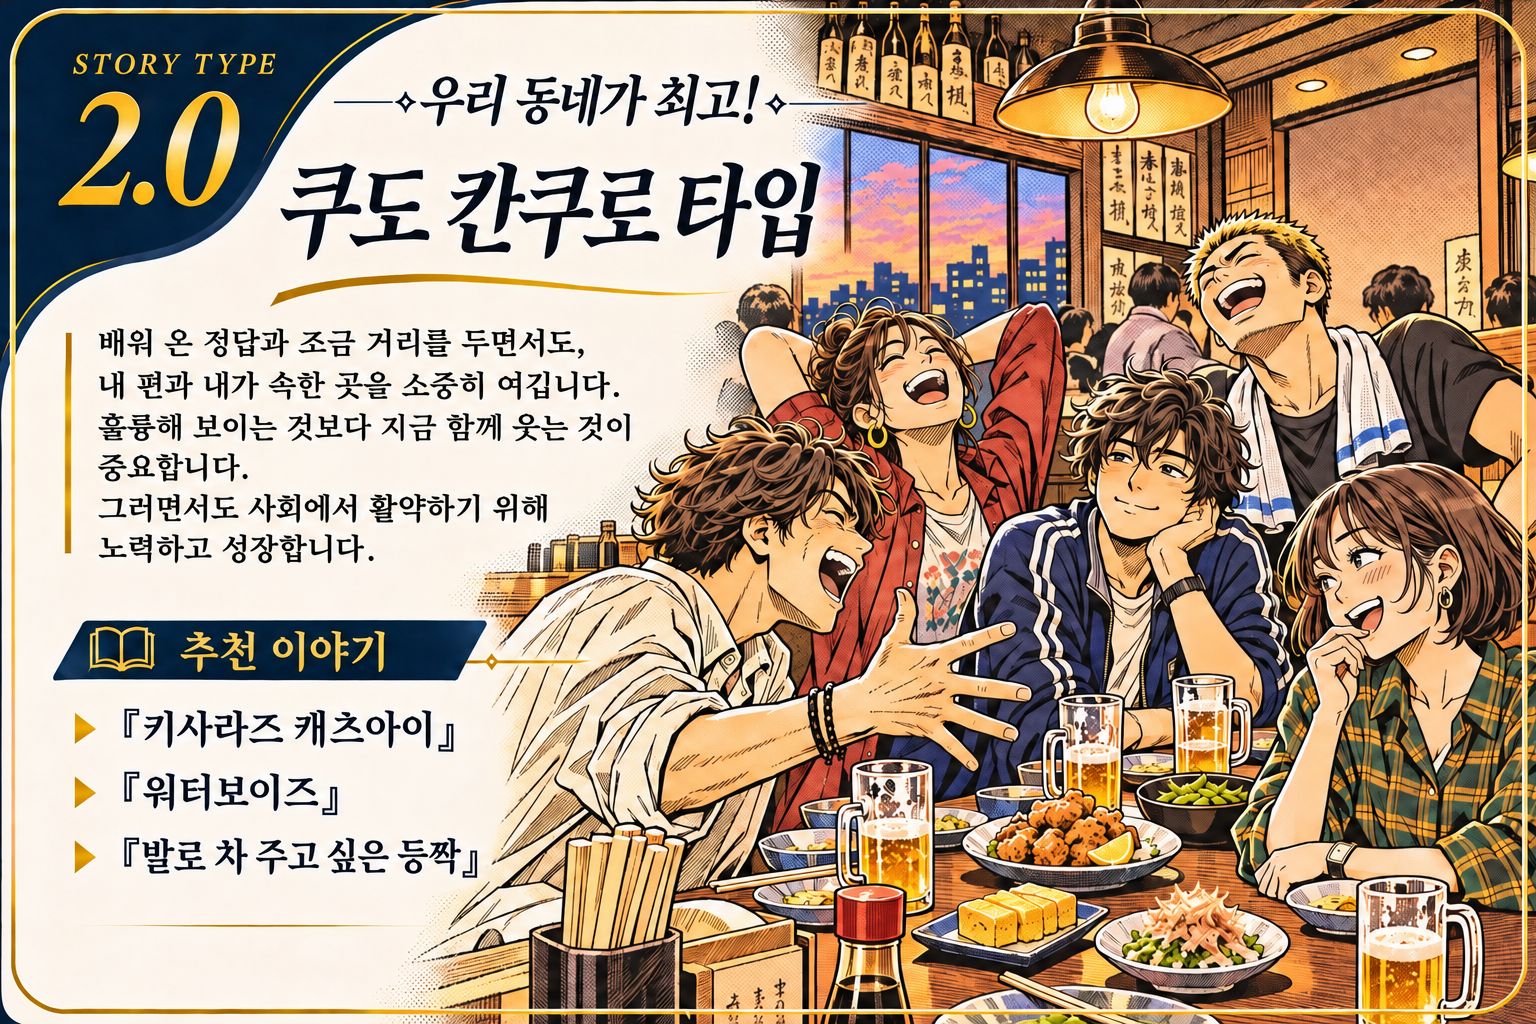 STORY TYPE
2.0
우리 동네가 최고!
쿠도 칸쿠로 타입
배워 온 정답과 조금 거리를 두면서도,
내 편과 내가 속한 곳을 소중히 여깁니다.
훌륭해 보이는 것보다 지금 함께 웃는 것이
중요합니다.
그러면서도 사회에서 활약하기 위해
노력하고 성장합니다.
추천 이야기
『키사라즈 캐츠아이』
『워터보이즈』
『발로 차 주고 싶은 등짝』